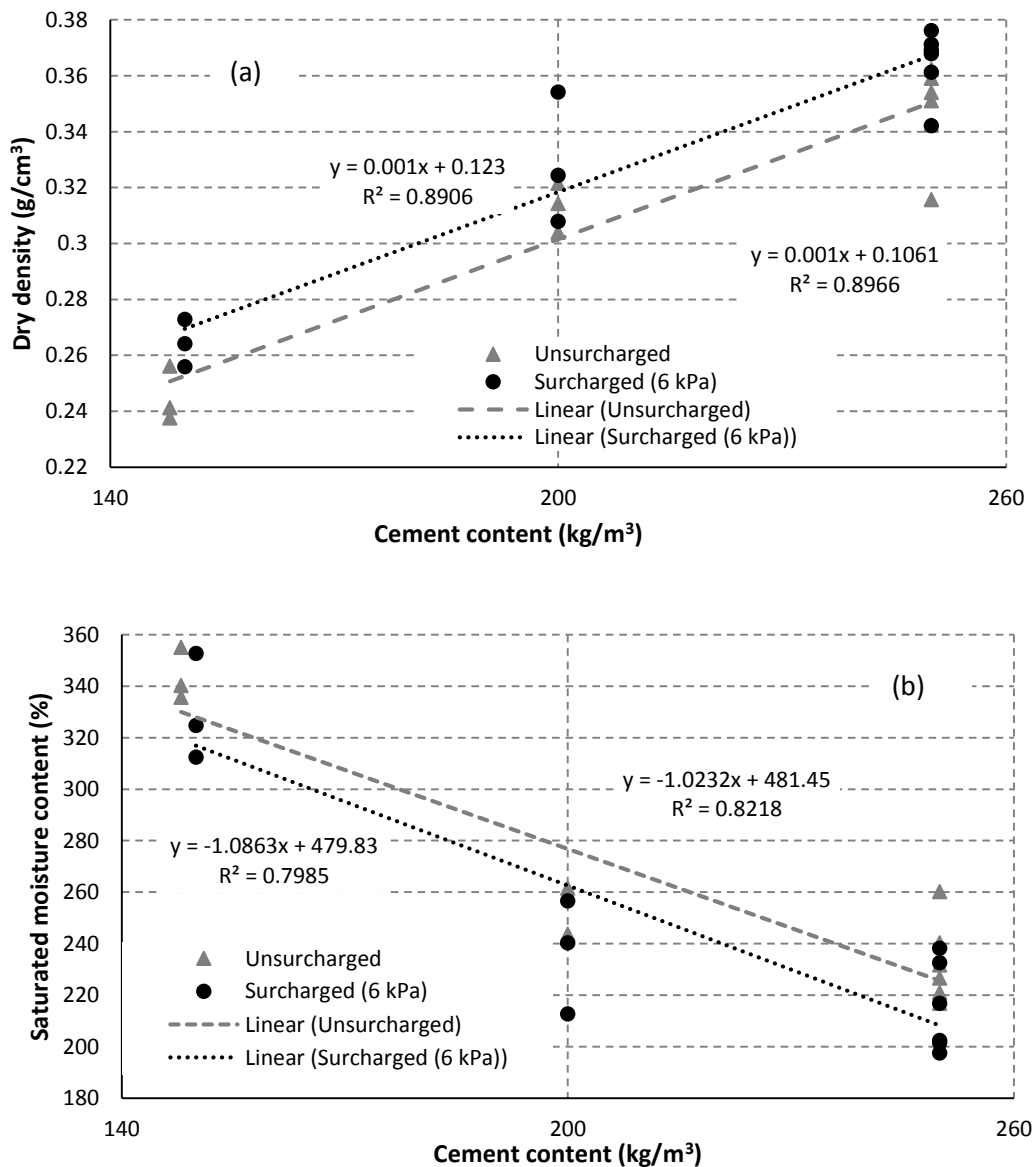 0.38
0.36
0.34
0.32
0.3
0.28
0.26
0.24
0.22
Dry density (g/cm³)
(a)
y = 0.001x + 0.123
R² = 0.8906
y = 0.001x + 0.1061
R² = 0.8966
Unsurcharged
Surcharged (6 kPa)
Linear (Unsurcharged)
Linear (Surcharged (6 kPa))
140 200 260
Cement content (kg/m³)
360
340
320
300
280
260
240
220
200
180
Saturated moisture content (%)
(b)
y = -1.0232x + 481.45
R² = 0.8218
y = -1.0863x + 479.83
R² = 0.7985
Unsurcharged
Surcharged (6 kPa)
Linear (Unsurcharged)
Linear (Surcharged (6 kPa))
140 200 260
Cement content (kg/m³)